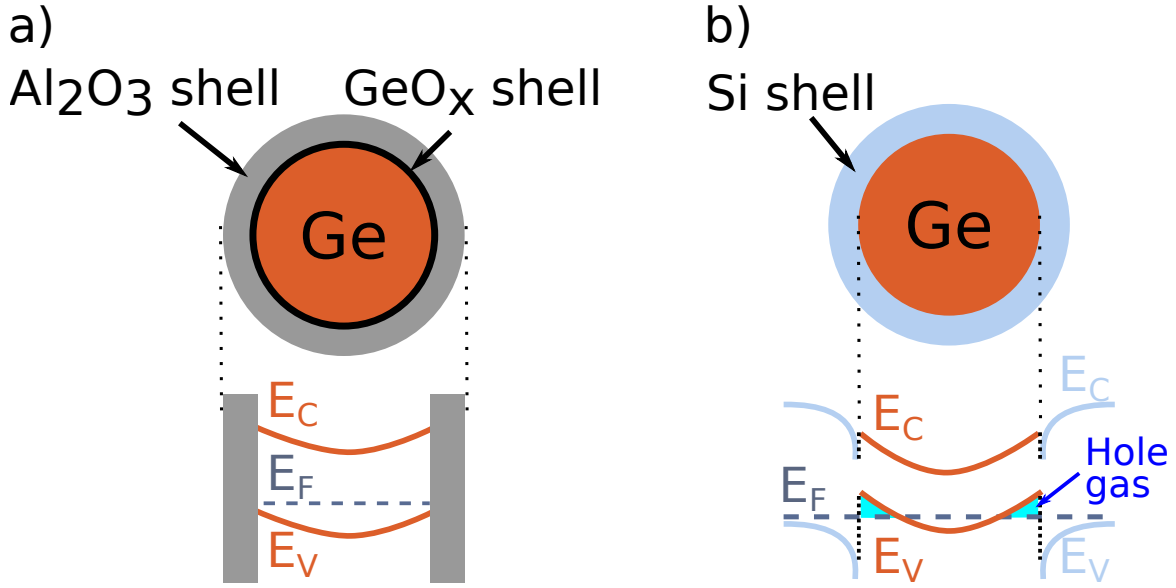 a)
Al2O3 shell
GeOx shell
Ge
EC
EF
EV
b)
Si shell
Ge
EC
EC
Hole
gas
EF
EV
EV